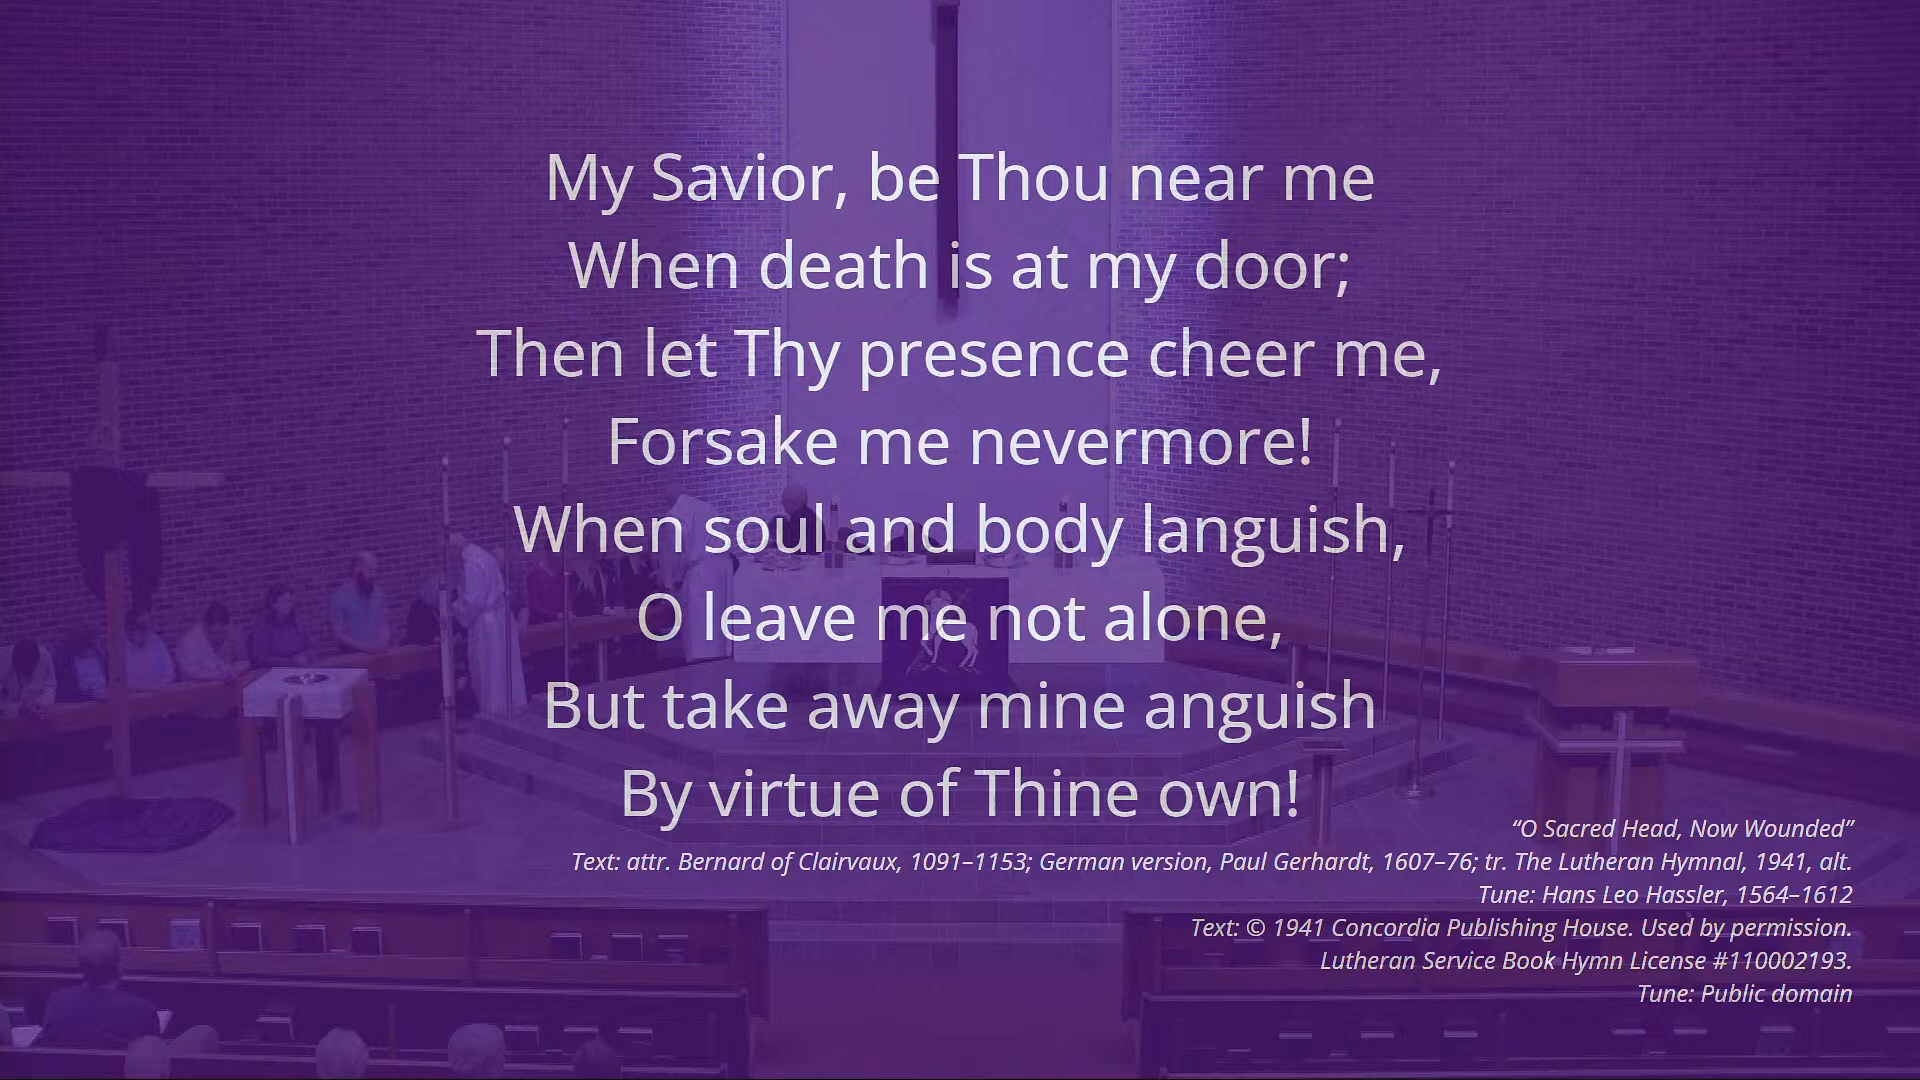 My Savior, be Thou near me
When death is at my door;
Then let Thy presence cheer me,
Forsake me nevermore!
When soul and body languish,
O leave me not alone,
But take away mine anguish
By virtue of Thine own!
“O Sacred Head, Now Wounded”
Text: attr. Bernard of Clairvaux, 1091–1153; German version, Paul Gerhardt, 1607–76; tr. The Lutheran Hymnal, 1941, alt.
Tune: Hans Leo Hassler, 1564–1612
Text: © 1941 Concordia Publishing House. Used by permission.
Lutheran Service Book Hymn License #110002193.
Tune: Public domain